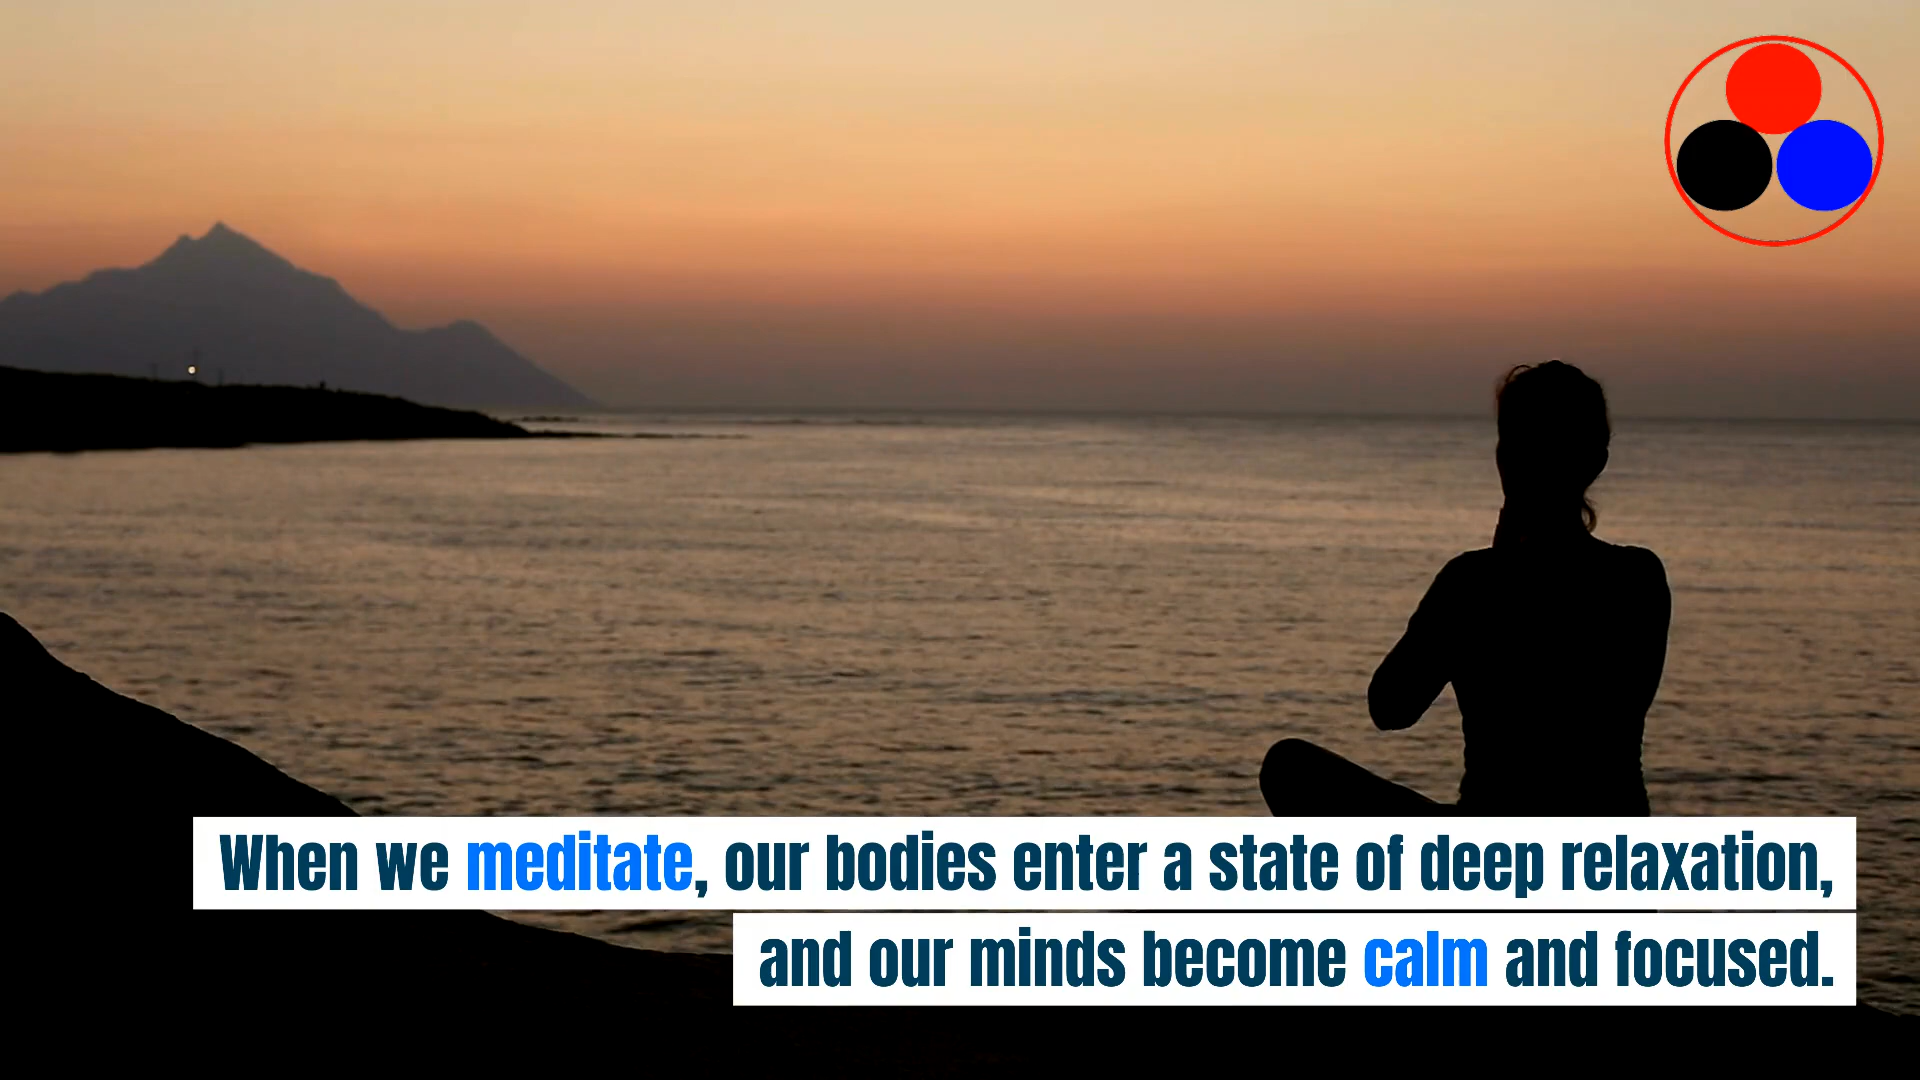 When we meditate, our bodies enter a state of deep relaxation,
and our minds become calm and focused.